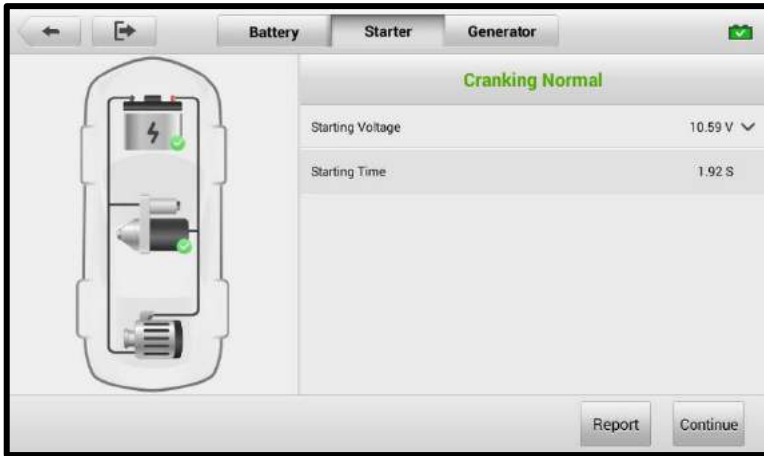 Battery Starter Generator
Cranking Normal
Starting Voltage 10.59 V
Starting Time 1.92 S
Report Continue